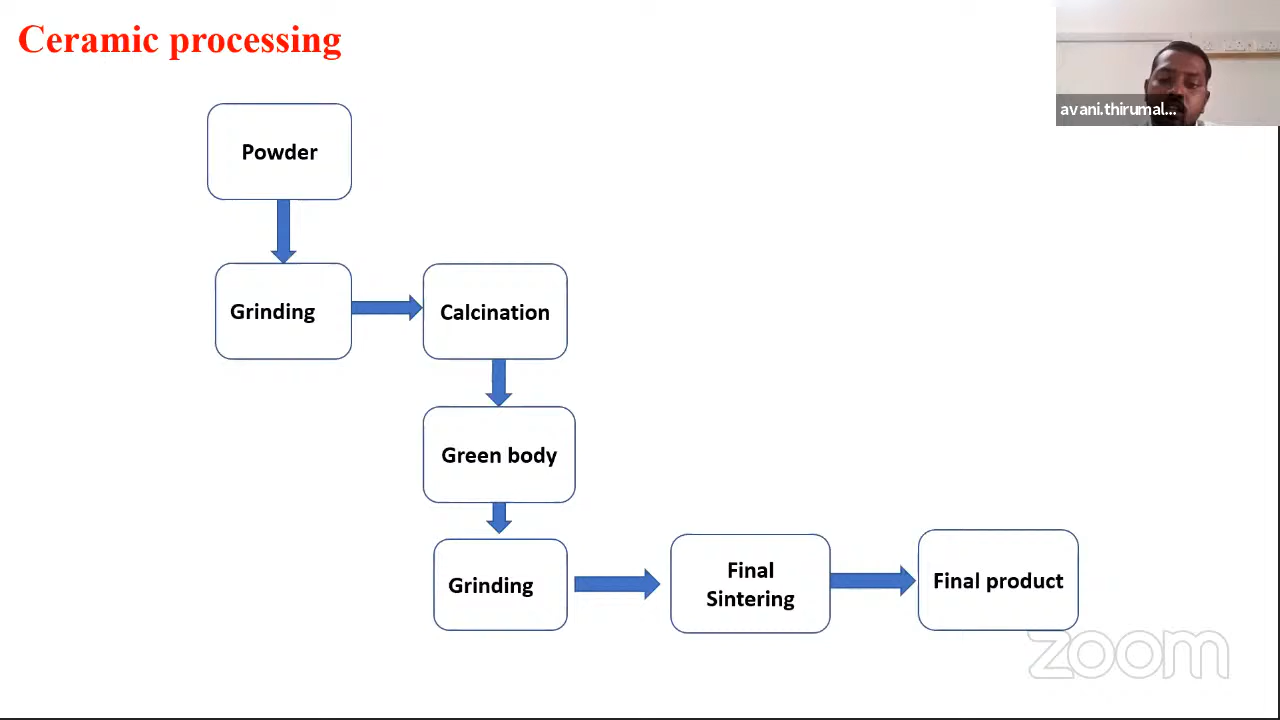 Ceramic processing
avani.thirumal...
Powder
Grinding
Calcination
Green body
Grinding
Final
Sintering
Final product
zoom